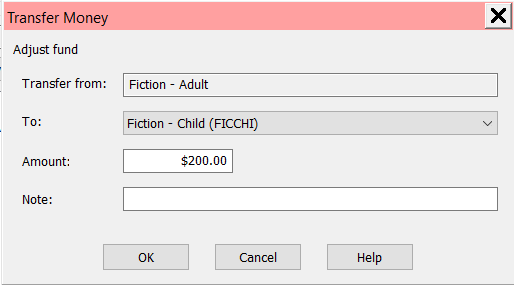 Transfer Money
Adjust fund
Transfer from: Fiction - Adult
To: Fiction - Child (FICCHI)
Amount: $200.00
Note:
OK Cancel Help